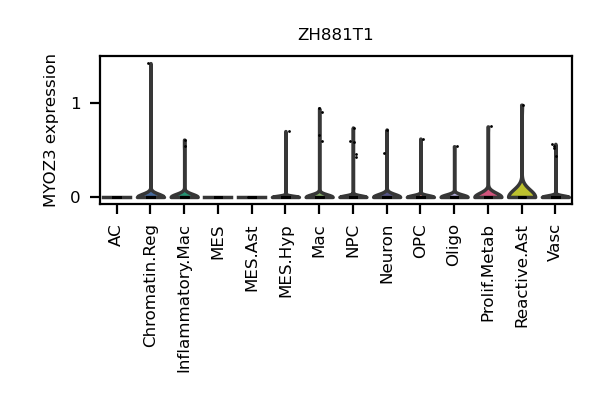 ZH881T1
MYOZ3 expression
1
0
AC
Chromatin.Reg
Inflammatory.Mac
MES
MES.Ast
MES.Hyp
Mac
NPC
Neuron
OPC
Oligo
Prolif.Metab
Reactive.Ast
Vasc